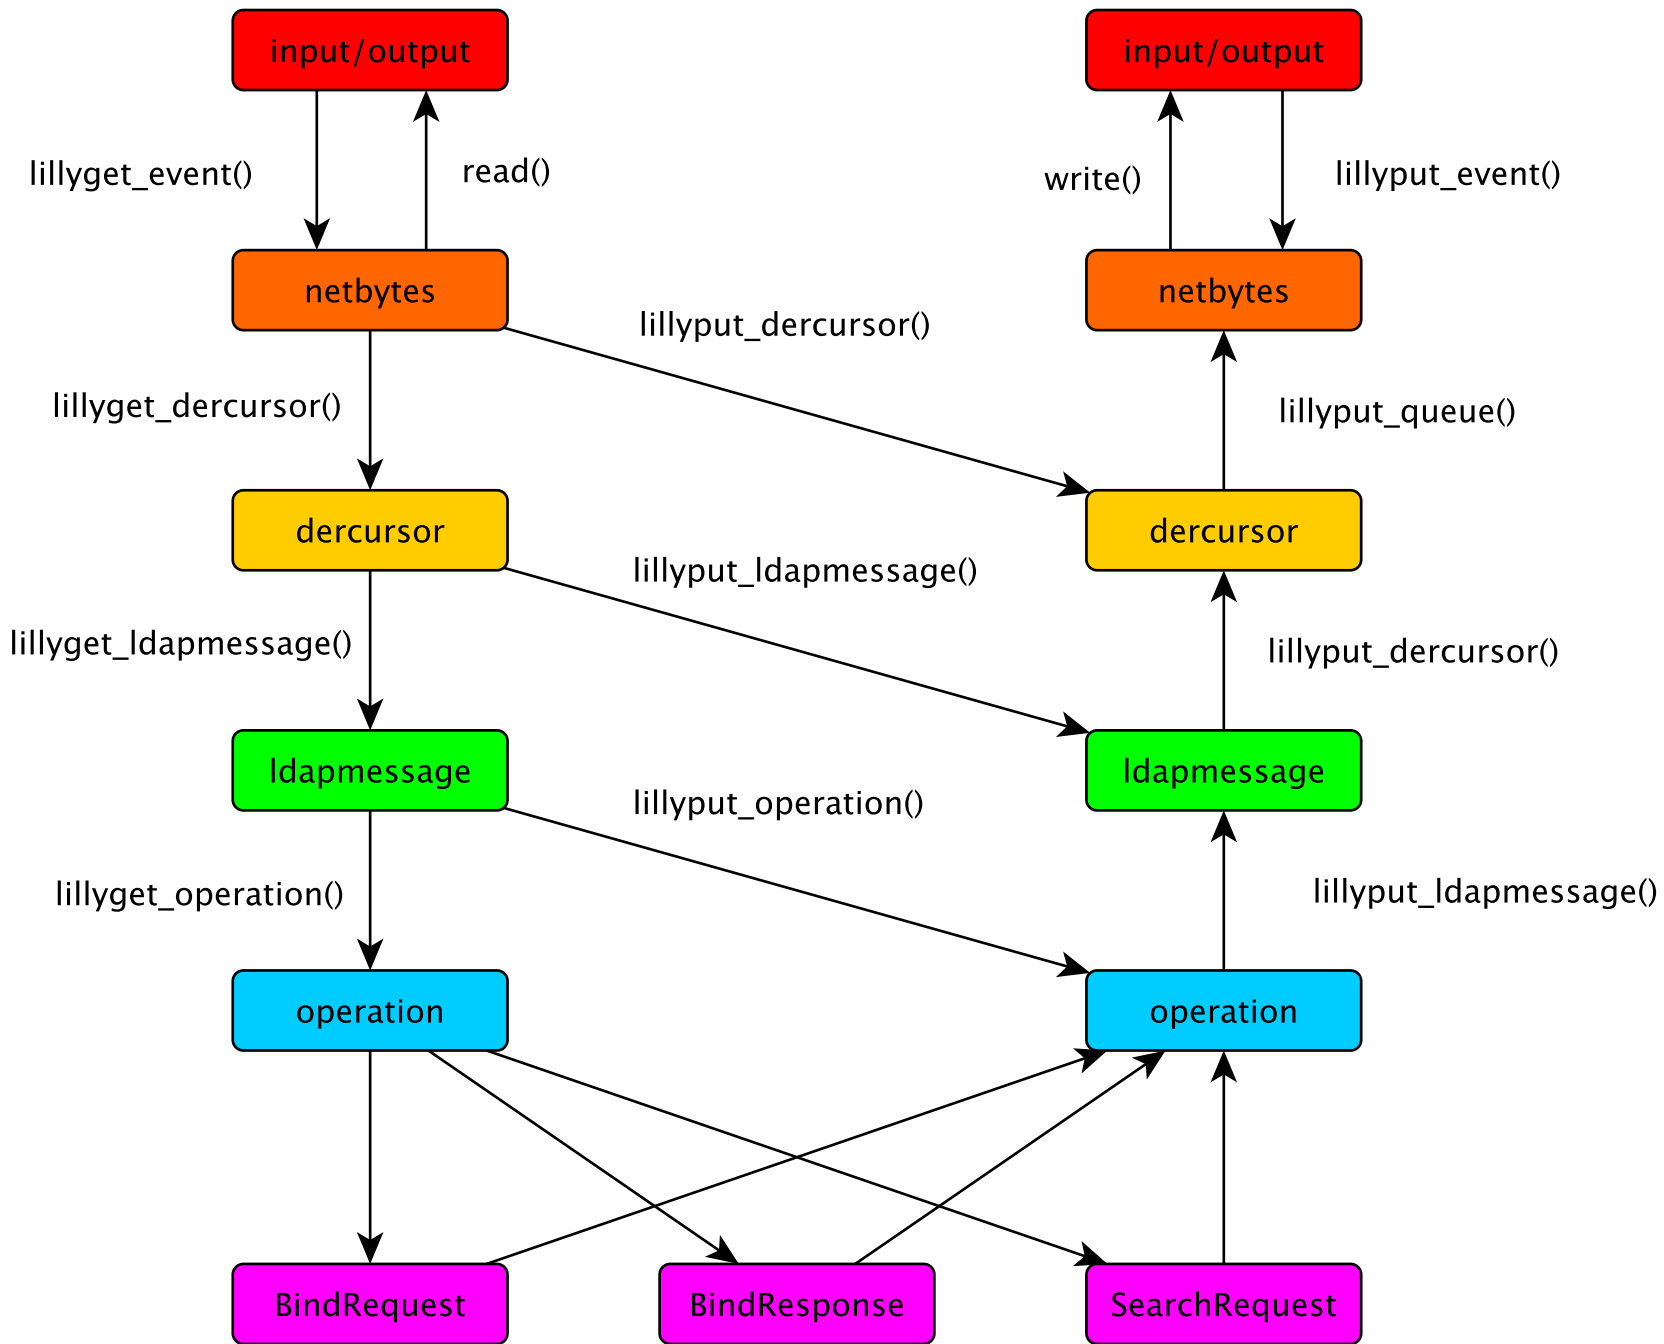 input/output
input/output
lillyget_event()
read()
write()
lillyput_event()
netbytes
netbytes
lillyput_dercursor()
lillyget_dercursor()
lillyput_queue()
dercursor
dercursor
lillyput_ldapmessage()
lillyget_ldapmessage()
lillyput_dercursor()
ldapmessage
ldapmessage
lillyput_operation()
lillyget_operation()
lillyput_ldapmessage()
operation
operation
BindRequest
BindResponse
SearchRequest